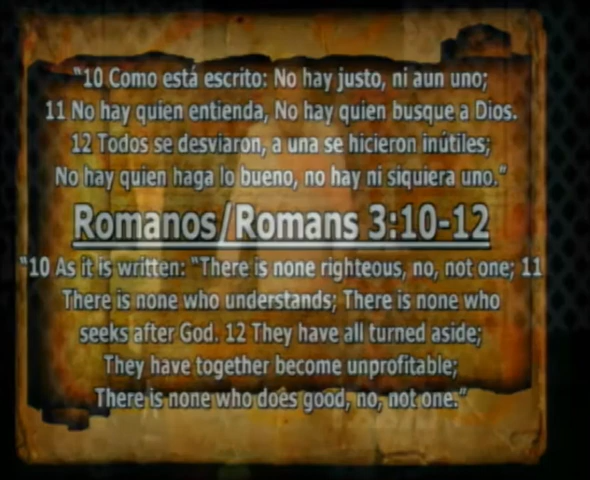 "10 Como está escrito: No hay justo, ni aun uno;
11 No hay quien entienda, No hay quien busque a Dios.
12 Todos se desviaron, a una se hicieron inútiles;
No hay quien haga lo bueno, no hay ni siquiera uno."
Romanos/Romans 3:10-12
"10 As it is written: "There is none righteous, no, not one; 11
There is none who understands; There is none who
seeks after God. 12 They have all turned aside;
They have together become unprofitable;
There is none who does good, no, not one."